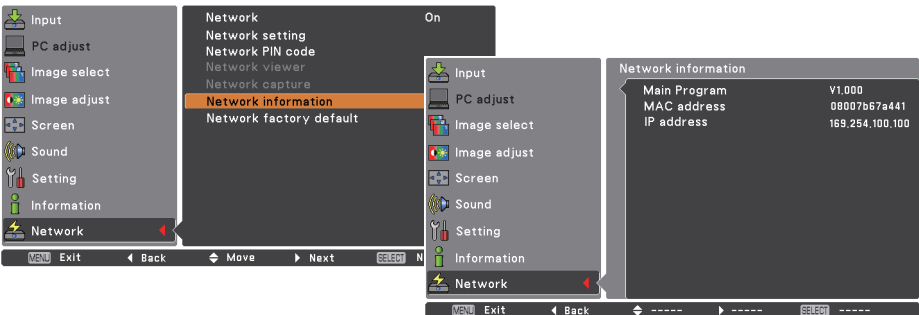 Input
PC adjust
Image select
Image adjust
Screen
Sound
Setting
Information
Network
Network On
Network setting
Network PIN code
Network viewer
Network capture
Network information
Network factory default
MENU Exit Back Move Next SELECT N
Input
PC adjust
Image select
Image adjust
Screen
Sound
Setting
Information
Network
Network information
Main Program V1,000
MAC address 08007b67a441
IP address 169,254,100,100
MENU Exit Back ----- ----- SELECT -----